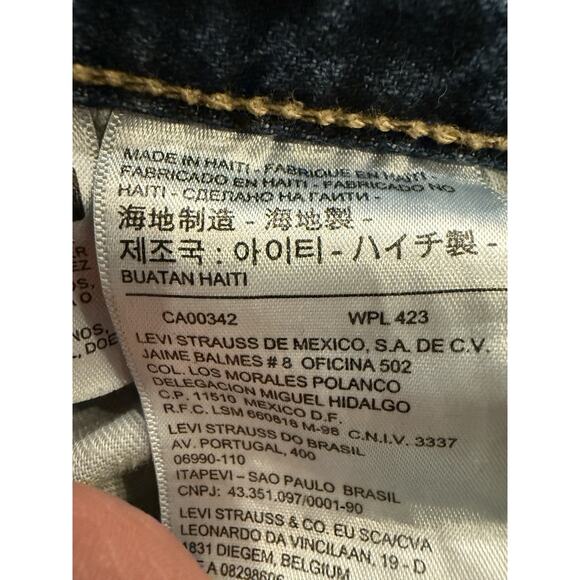 MADE IN HAITI - FABRIQUE EN HAITI -
FABRICADO EN HAITI - FABRICADO NO
HAITI - СДЕЛАНО НА ГАИТИ -
海地制造 - 海地製 -
제조국 : 아이티 - ハイチ製 -
BUATAN HAITI
CA00342 WPL 423
LEVI STRAUSS DE MEXICO, S.A. DE C.V.
JAIME BALMES # 8 OFICINA 502
COL. LOS MORALES POLANCO
DELEGACION MIGUEL HIDALGO
C.P. 11510 MEXICO D.F.
R.F.C. LSM 660818 M-98 C.N.I.V. 3337
LEVI STRAUSS DO BRASIL
AV. PORTUGAL, 400
06990-110
ITAPEVI - SAO PAULO BRASIL
CNPJ: 43.351.097/0001-90
LEVI STRAUSS & CO. EU SCA/CVA
LEONARDO DA VINCILAAN, 19 - D
1831 DIEGEM, BELGIUM
A 08298606